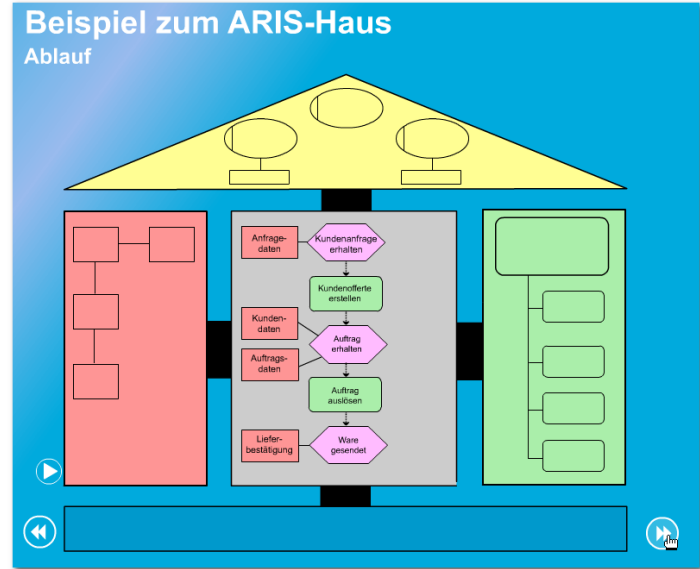 Beispiel zum ARIS-Haus
Ablauf
Anfrage-
daten
Kundenanfrage
erhalten
Kundenofferte
erstellen
Kunden-
daten
Auftrag
erhalten
Auftrags-
daten
Auftrag
auslösen
Liefer-
bestätigung
Ware
gesendet